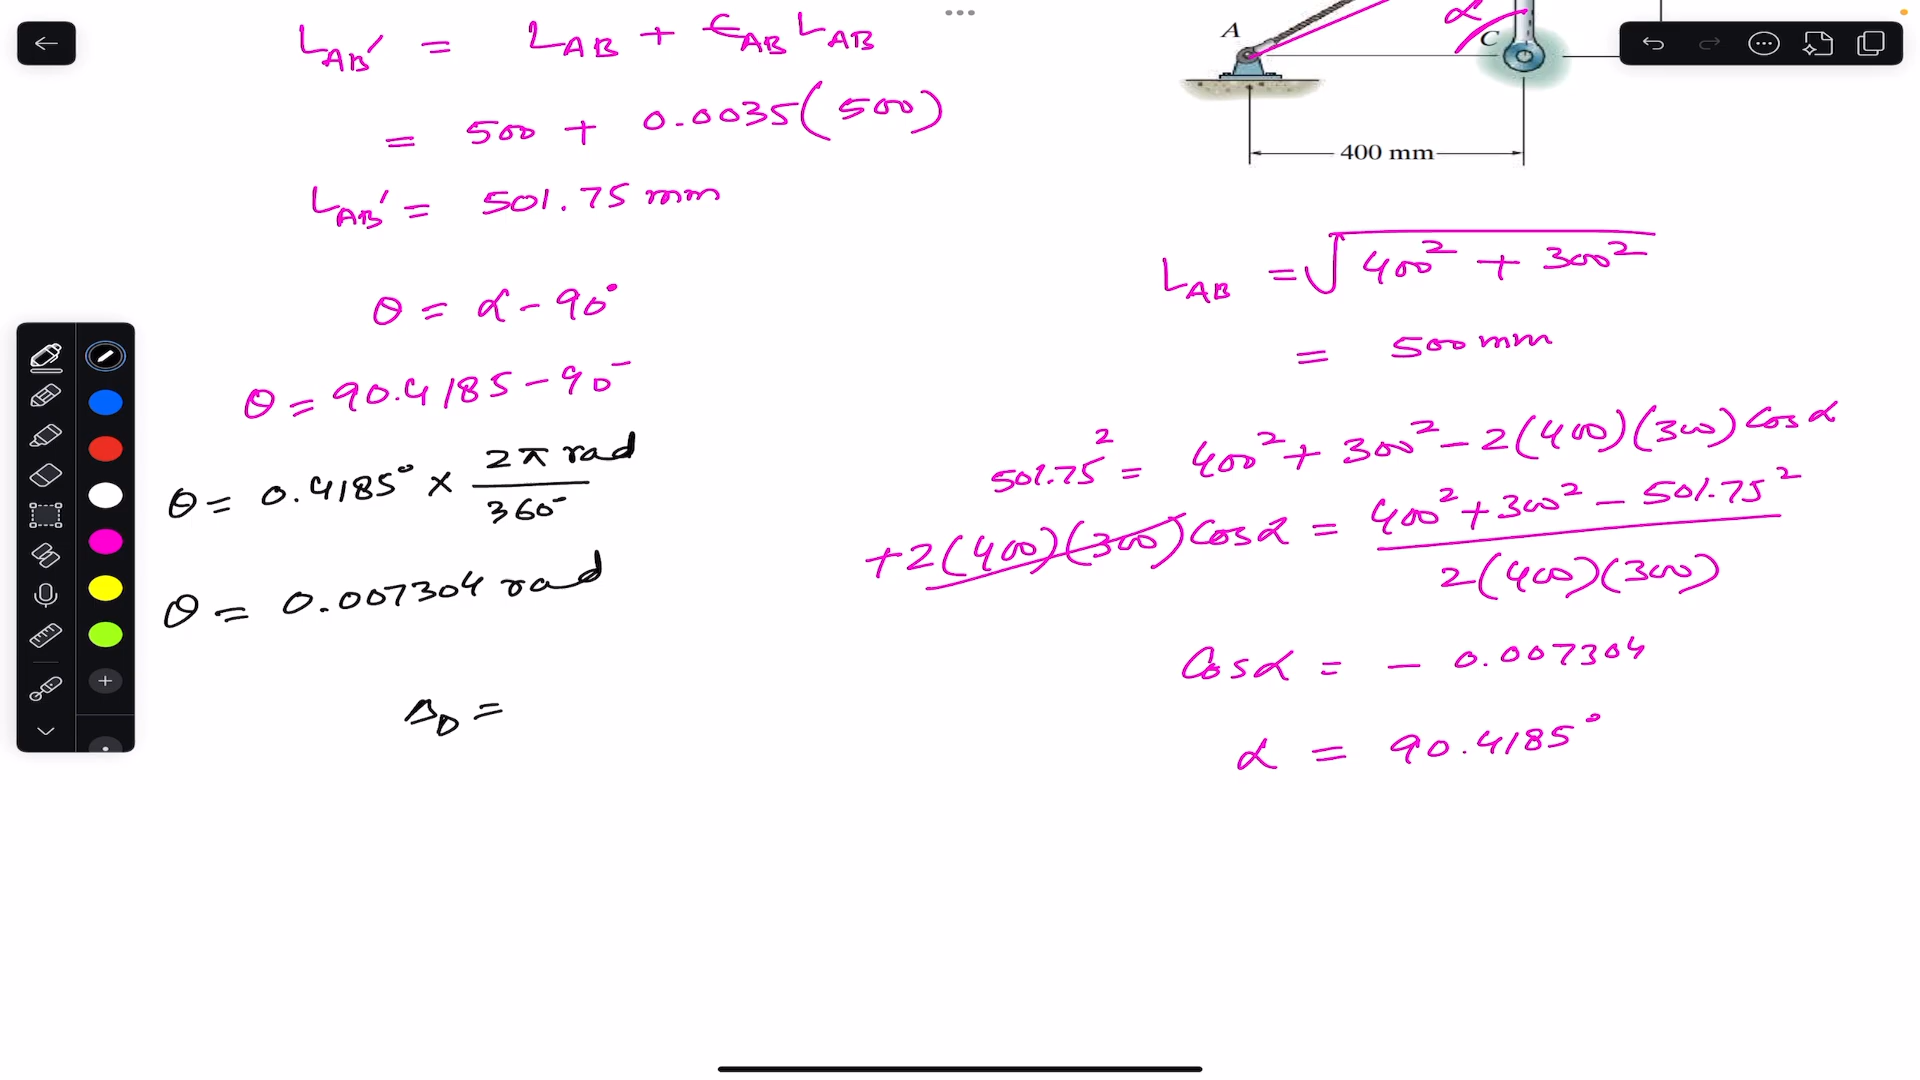 L_AB' = L_AB + ϵ_AB L_AB
= 500 + 0.0035(500)
L_AB' = 501.75 mm
θ = α - 90°
θ = 90.4185 - 90°
θ = 0.4185° × 2π rad / 360°
θ = 0.007304 rad
Δ_D =
A
α
C
400 mm
L_AB = √400² + 300²
= 500 mm
501.75² = 400² + 300² - 2(400)(300) cos α
+2(400)(300) cos α = 400² + 300² - 501.75² / 2(400)(300)
Cos α = - 0.007304
α = 90.4185°